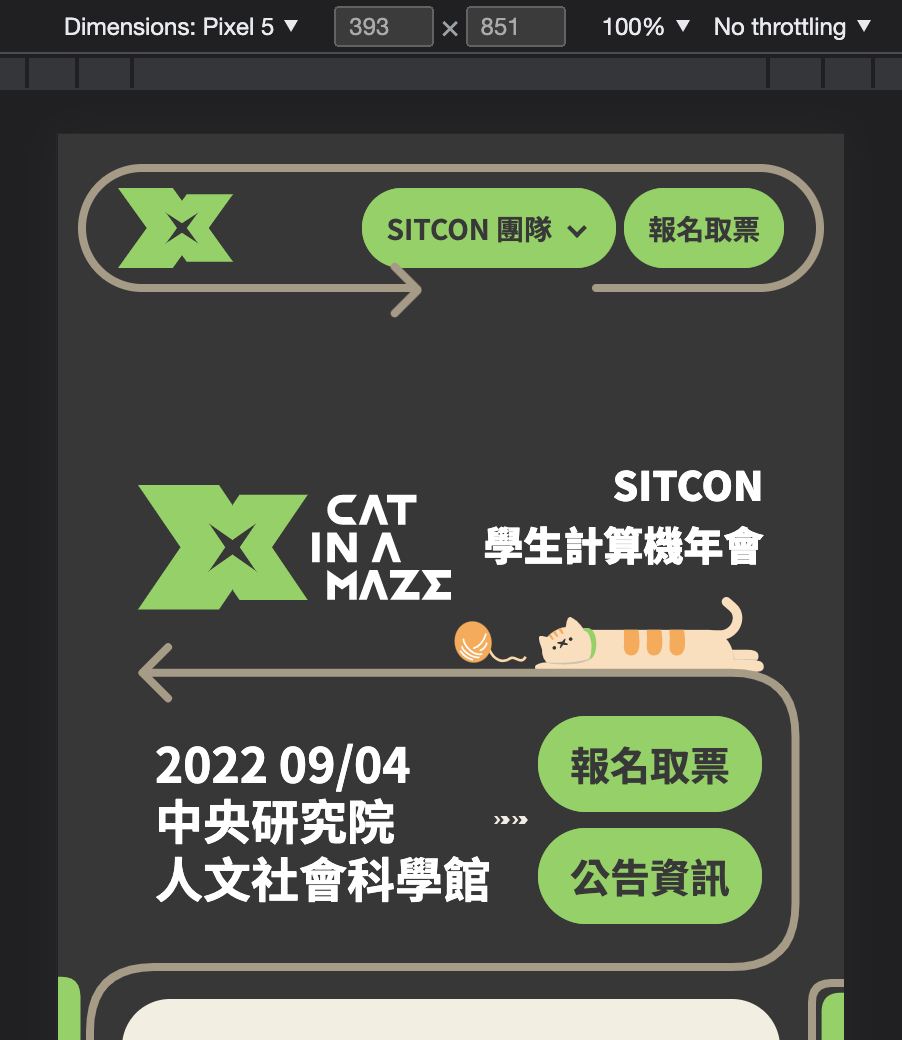 Dimensions: Pixel 5 ▼ 393 × 851 100% ▼ No throttling ▼
SITCON 團隊
報名取票
CAT
IN A
MAZE
SITCON
學生計算機年會
2022 09/04
中央研究院
人文社會科學館
報名取票
公告資訊